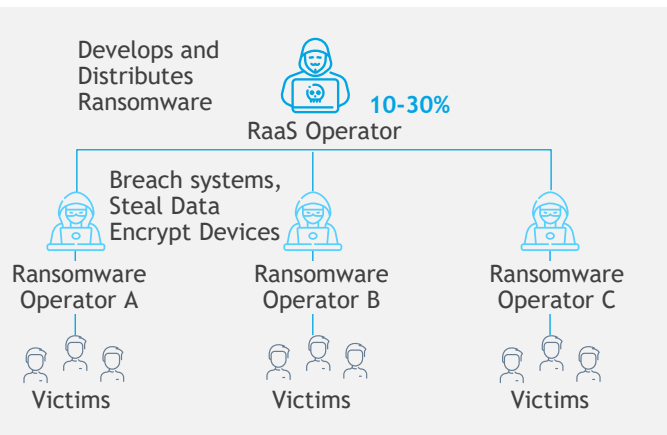 Develops and
Distributes
Ransomware
10-30%
RaaS Operator
Breach systems,
Steal Data
Encrypt Devices
Ransomware
Operator A
Ransomware
Operator B
Ransomware
Operator C
Victims
Victims
Victims